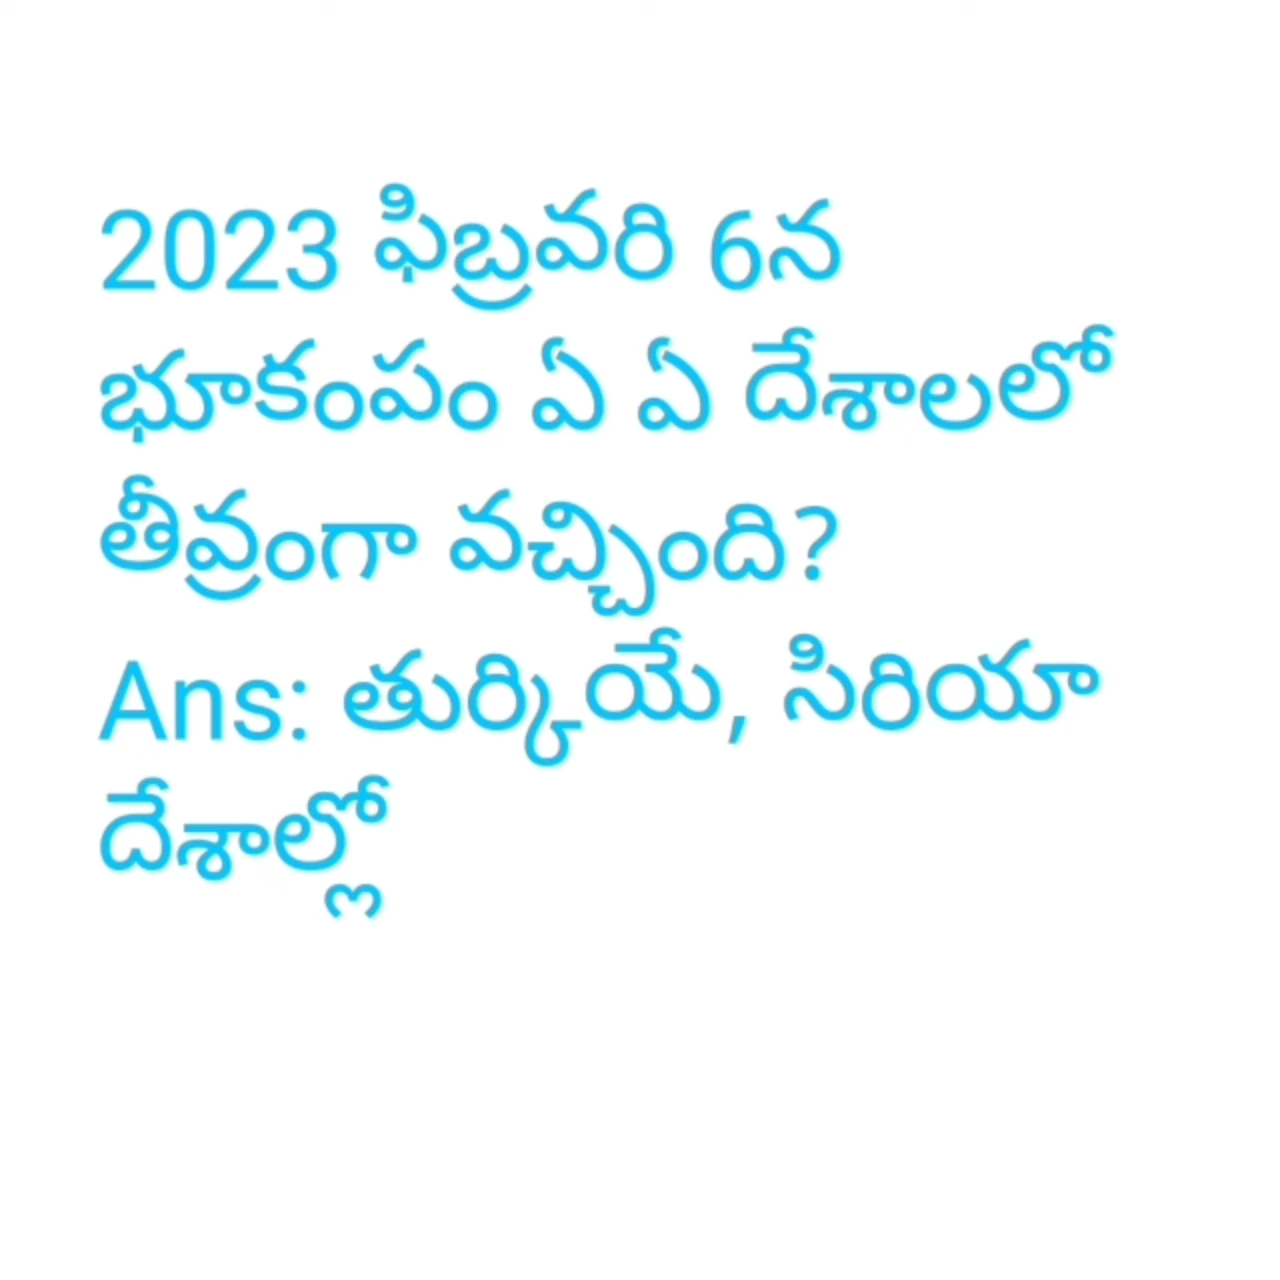 2023 ఫిబ్రవరి 6న
భూకంపం ఏ ఏ దేశాలలో
తీవ్రంగా వచ్చింది?
Ans: తుర్కియే, సిరియా
దేశాల్లో